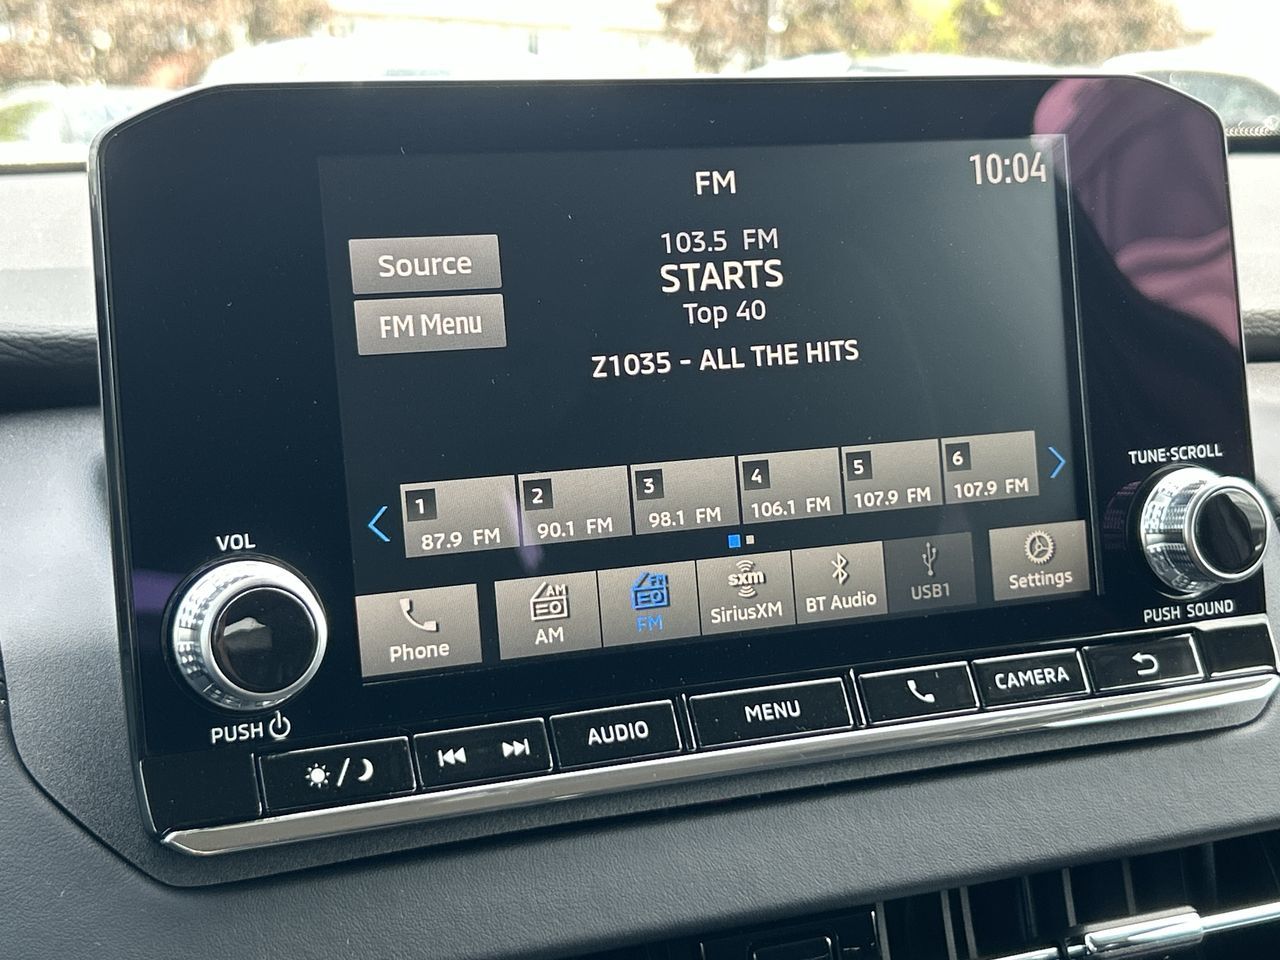 FM
10:04
Source
FM Menu
103.5 FM
STARTS
Top 40
Z1035 - ALL THE HITS
1
87.9 FM
2
90.1 FM
3
98.1 FM
4
106.1 FM
5
107.9 FM
6
107.9 FM
Phone
AM
AM
FM
FM
sxm
SiriusXM
BT Audio
USB1
Settings
VOL
PUSH
TUNE·SCROLL
PUSH SOUND
/
AUDIO
MENU
CAMERA